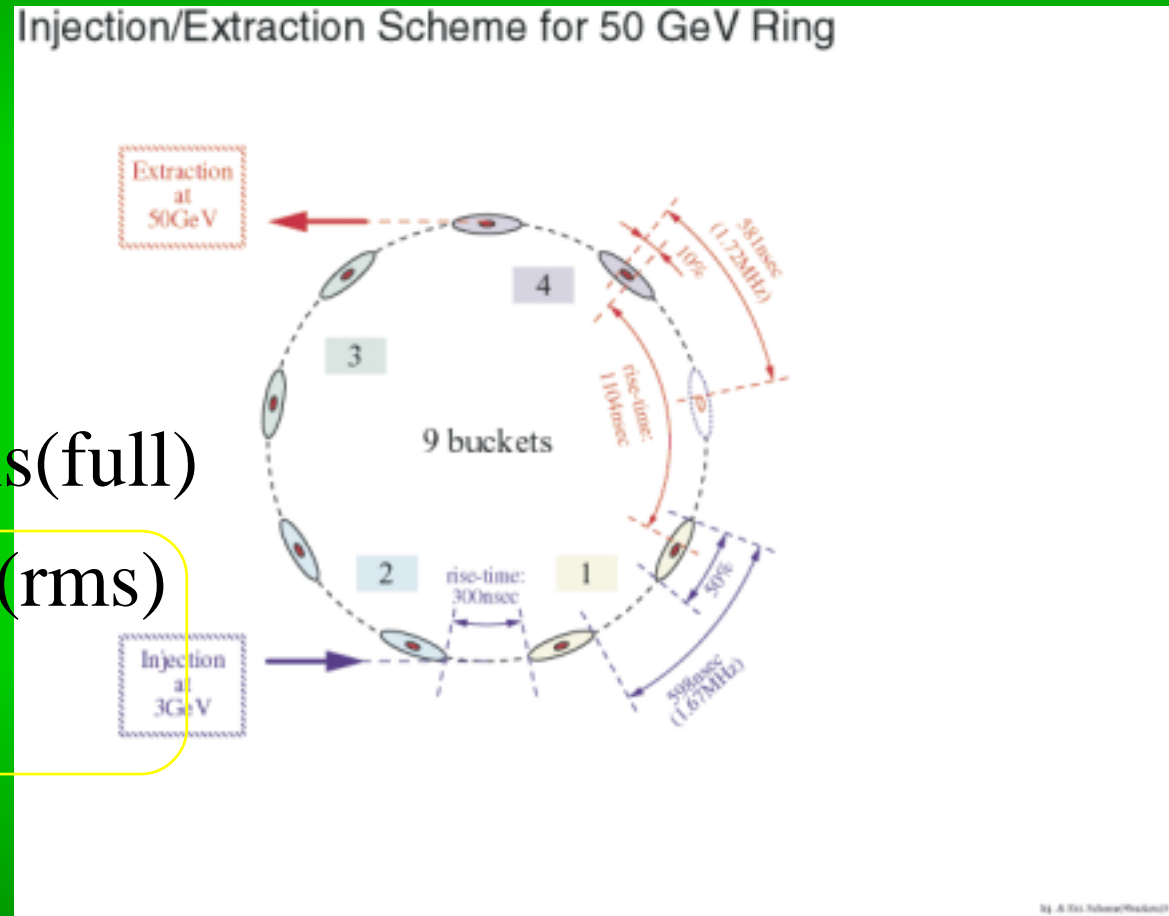 Injection/Extraction Scheme for 50 GeV Ring
Extraction
at
50GeV
4
10%
581nsec
(1.72MHz)
3
rise-time:
1104nsec
9 buckets
s(full)
(rms)
2
rise-time:
300nsec
1
50%
598nsec
(1.67MHz)
Injection
at
3GeV